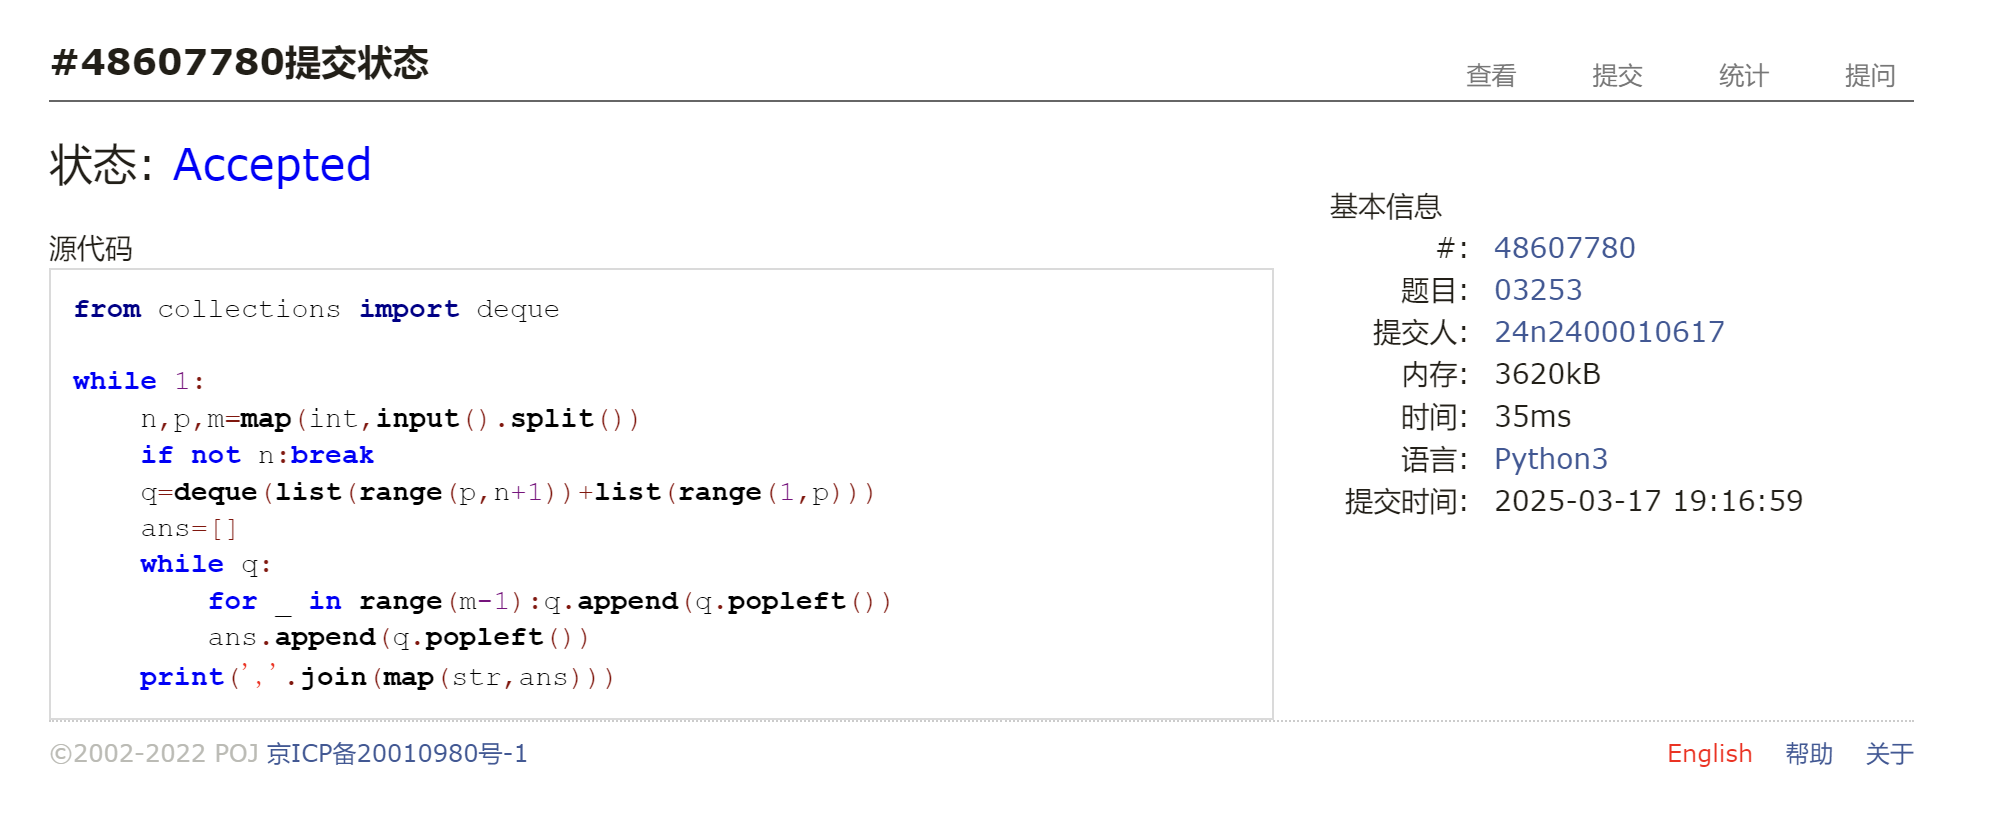 #48607780提交状态
查看 提交 统计 提问
状态: Accepted
源代码
from collections import deque

while 1:
    n,p,m=map(int,input().split())
    if not n:break
    q=deque(list(range(p,n+1))+list(range(1,p)))
    ans=[]
    while q:
        for _ in range(m-1):q.append(q.popleft())
        ans.append(q.popleft())
    print(','.join(map(str,ans)))
基本信息
#: 48607780
题目: 03253
提交人: 24n2400010617
内存: 3620kB
时间: 35ms
语言: Python3
提交时间: 2025-03-17 19:16:59
©2002-2022 POJ 京ICP备20010980号-1
English 帮助 关于